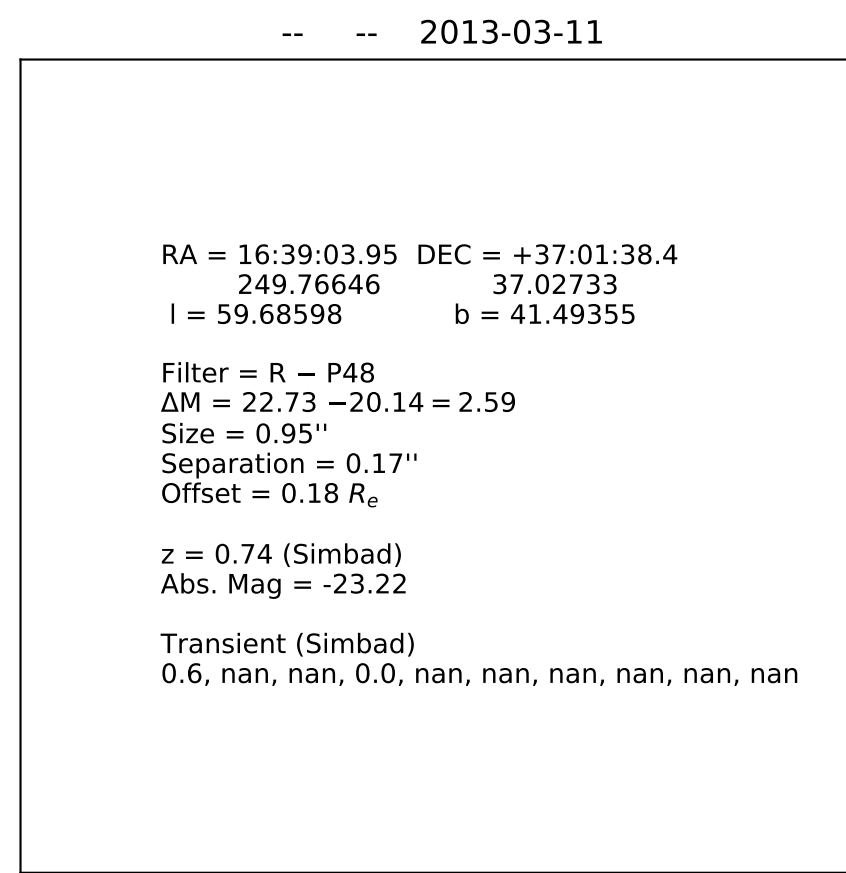 -- -- 2013-03-11
RA = 16:39:03.95 DEC = +37:01:38.4
249.76646 37.02733
l = 59.68598 b = 41.49355
Filter = R − P48
ΔM = 22.73 −20.14 = 2.59
Size = 0.95''
Separation = 0.17''
Offset = 0.18 Re
z = 0.74 (Simbad)
Abs. Mag = -23.22
Transient (Simbad)
0.6, nan, nan, 0.0, nan, nan, nan, nan, nan, nan